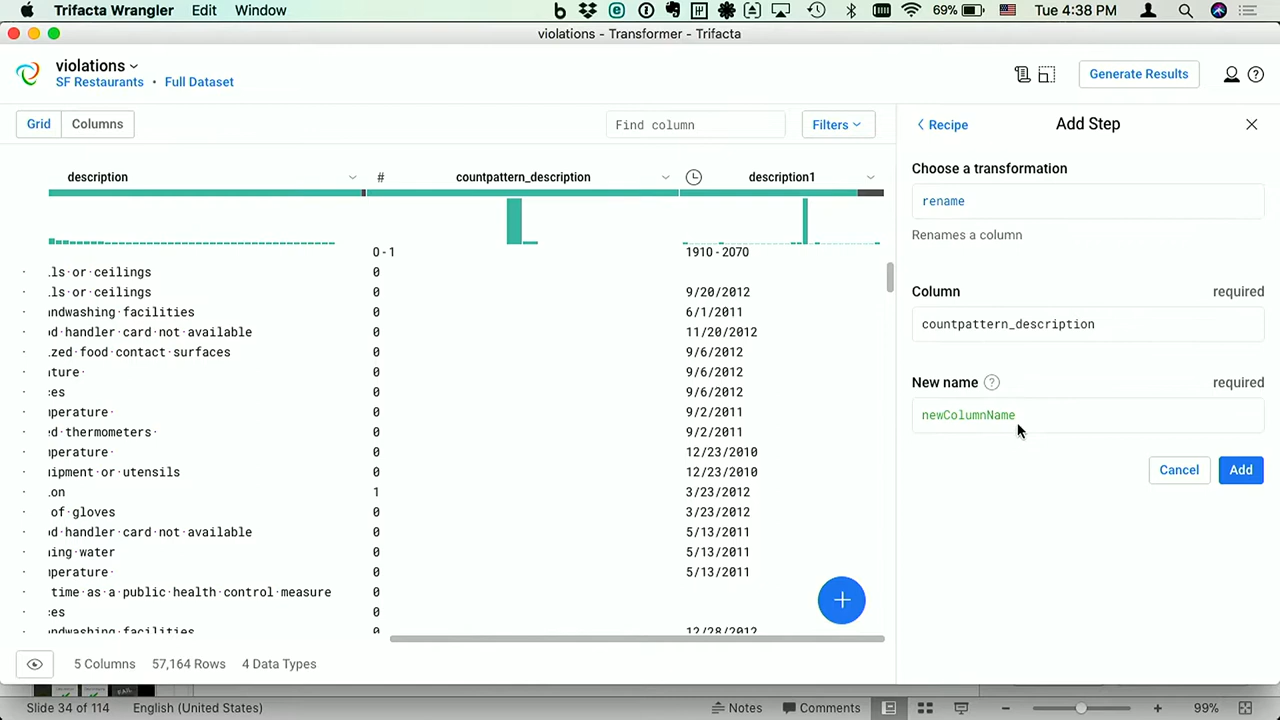 Trifacta Wrangler Edit Window 69% Tue 4:38 PM
violations - Transformer - Trifacta
violations
SF Restaurants • Full Dataset
Generate Results
Grid Columns
Find column
Filters
Recipe
Add Step
description
# countpattern_description
description1
0-1
1910-2070
.ls·or·ceilings 0
.ls·or·ceilings 0 9/20/2012
ndwashing·facilities 0 6/1/2011
d·handler·card·not·available 0 11/20/2012
.zed·food·contact·surfaces 0 9/6/2012
ture· 0 9/6/2012
es 0 9/6/2012
perature· 0 9/2/2011
d·thermometers· 0 9/2/2011
perature· 0 12/23/2010
ipment·or·utensils 0 12/23/2010
.on 1 3/23/2012
of·gloves 0 3/23/2012
d·handler·card·not·available 0 5/13/2011
ing·water 0 5/13/2011
perature· 0 5/13/2011
time·as·a·public·health·control·measure 0
es 0
ndwashing·facilities 0 12/28/2012
5 Columns 57,164 Rows 4 Data Types
Choose a transformation
rename
Renames a column
Column required
countpattern_description
New name ? required
newColumnName
Cancel Add
Slide 34 of 114 English (United States) Notes Comments 99%